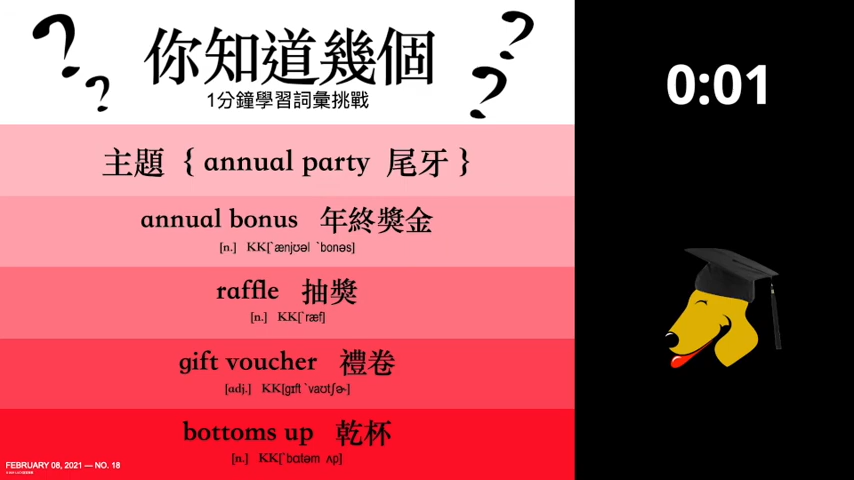 你知道幾個
1分鐘學習詞彙挑戰
0:01
主題 { annual party 尾牙 }
annual bonus 年終獎金
[n.] KK[ˋænjʊəl ˋbonəs]
raffle 抽獎
[n.] KK[ˋræf]
gift voucher 禮卷
[adj.] KK[gɪft ˋvaʊtʃɚ]
bottoms up 乾杯
[n.] KK[ˋbɑtəm ʌp]
FEBRUARY 08, 2021 — NO. 18